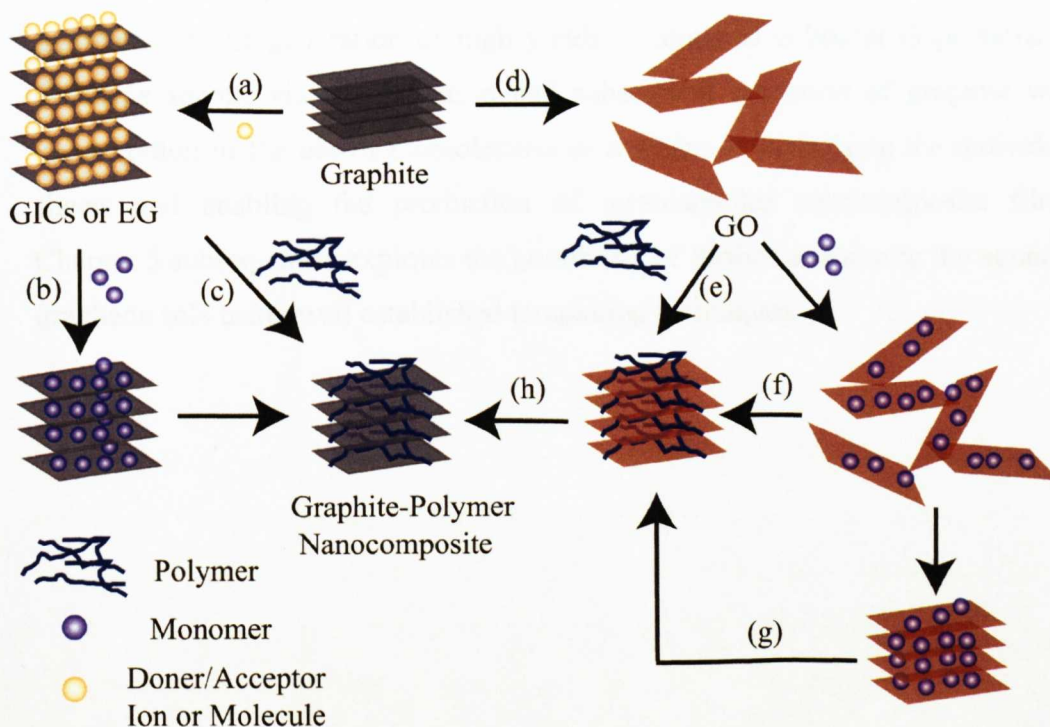 (a)
(d)
Graphite
GICs or EG
GO
(b)
(c)
(e)
(h)
(f)
Graphite-Polymer
Nanocomposite
Polymer
(g)
Monomer
Doner/Acceptor
Ion or Molecule